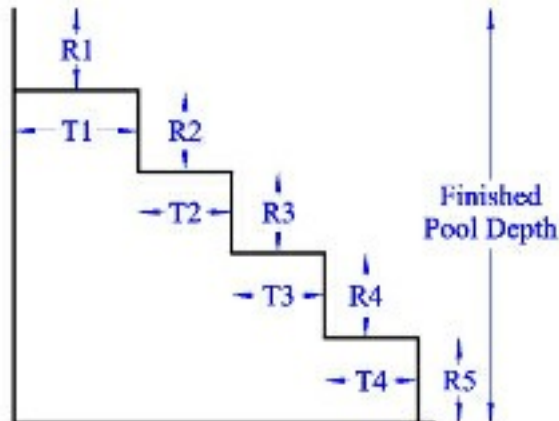 R1
T1
R2
T2
R3
Finished
Pool Depth
T3
R4
T4
R5